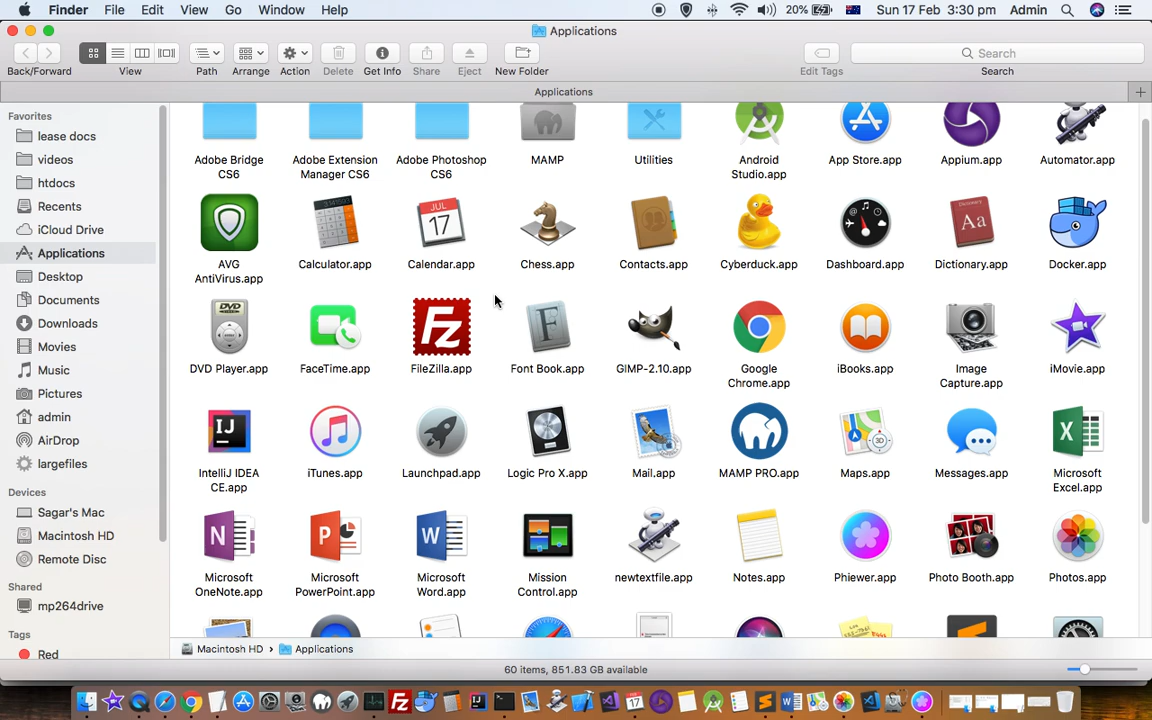 Finder File Edit View Go Window Help 20% Sun 17 Feb 3:30 pm Admin
Applications
Back/Forward View Path Arrange Action Delete Get Info Share Eject New Folder Edit Tags Search
Search
Applications
Favorites
lease docs
videos
htdocs
Recents
iCloud Drive
Applications
Desktop
Documents
Downloads
Movies
Music
Pictures
admin
AirDrop
largefiles
Devices
Sagar's Mac
Macintosh HD
Remote Disc
Shared
mp264drive
Tags
Red
Adobe Bridge CS6
Adobe Extension Manager CS6
Adobe Photoshop CS6
MAMP
Utilities
Android Studio.app
App Store.app
Appium.app
Automator.app
AVG AntiVirus.app
Calculator.app
JUL
17
Calendar.app
Chess.app
Contacts.app
Cyberduck.app
Dashboard.app
Dictionary
Aa
Dictionary.app
Docker.app
DVD
DVD Player.app
FaceTime.app
Fz
FileZilla.app
F
Font Book.app
GIMP-2.10.app
Google Chrome.app
iBooks.app
Image Capture.app
iMovie.app
IJ
IntelliJ IDEA CE.app
iTunes.app
Launchpad.app
Logic Pro X.app
Mail.app
MAMP PRO.app
3D
Maps.app
Messages.app
X
Microsoft Excel.app
N
Microsoft OneNote.app
P
Microsoft PowerPoint.app
W
Microsoft Word.app
Mission Control.app
newtextfile.app
Notes.app
Phiewer.app
Photo Booth.app
Photos.app
Macintosh HD › Applications
60 items, 851.83 GB available